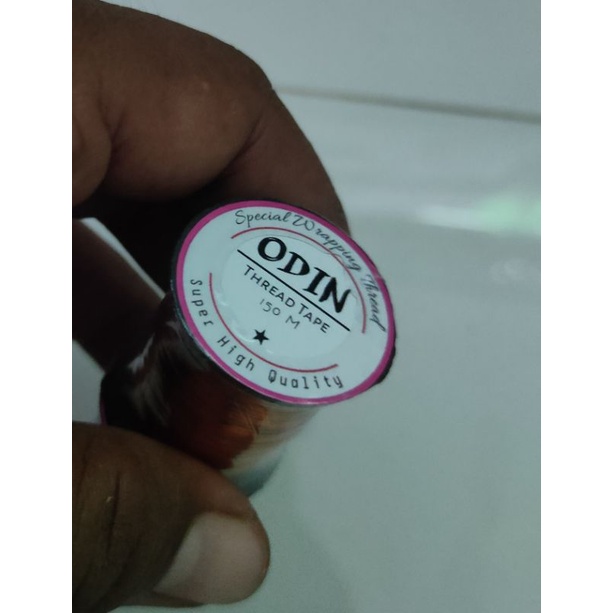 Special Wrapping Thread
ODIN
THREAD TAPE
150 M
Super High Quality